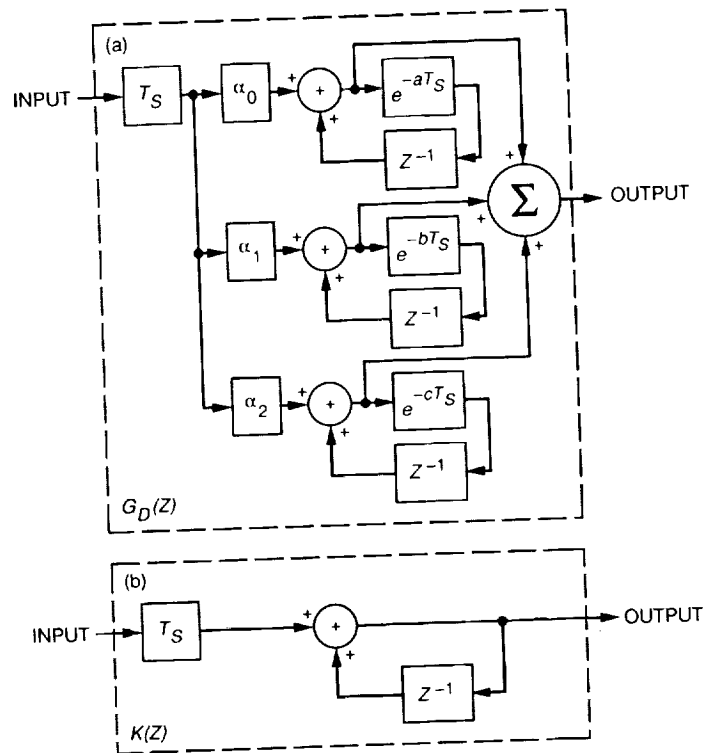 (a)
INPUT
T_S
α_0
+
+
+
e^{-aT_S}
Z^{-1}
+
+
+
Σ
OUTPUT
α_1
+
+
+
e^{-bT_S}
Z^{-1}
α_2
+
+
+
e^{-cT_S}
Z^{-1}
G_D(Z)
(b)
INPUT
T_S
+
+
+
OUTPUT
Z^{-1}
K(Z)